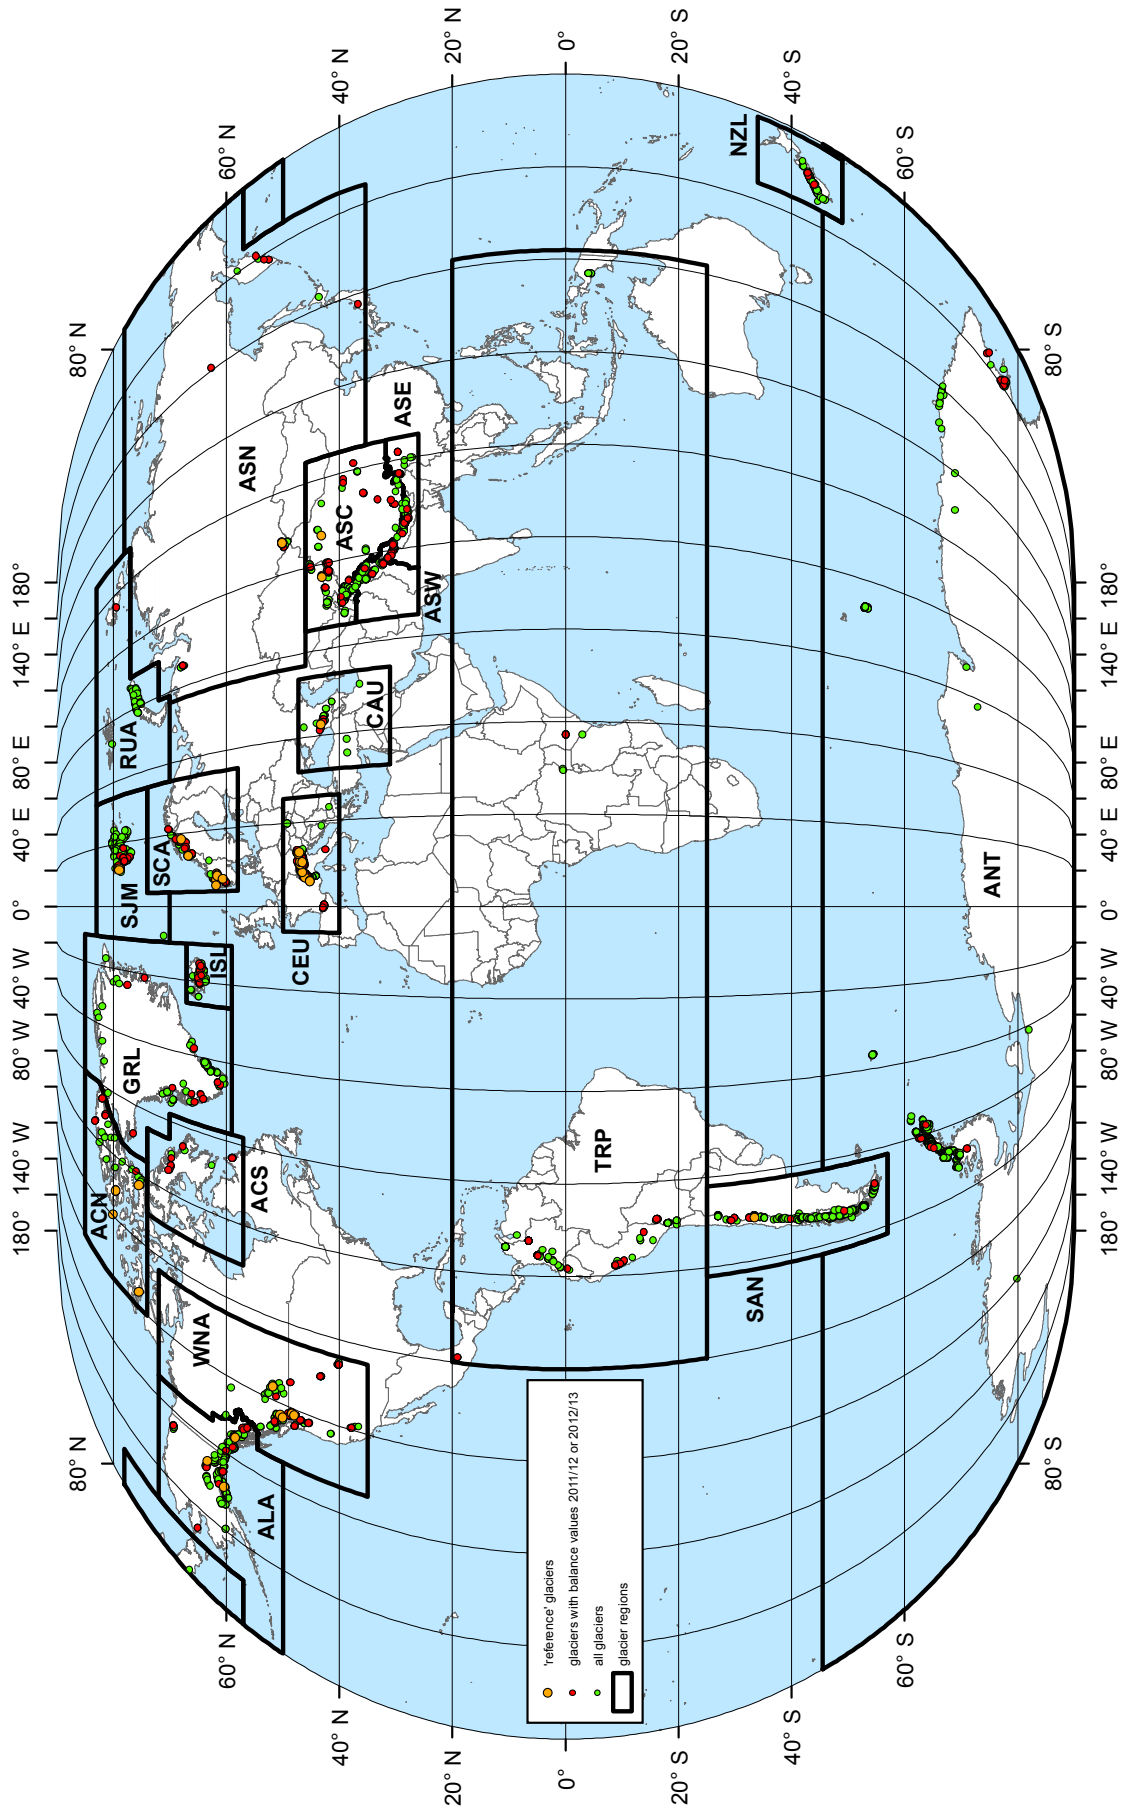 180°
140° W
80° W
40° W
0°
40° E
80° E
140° E
180°
80° N
80° N
60° N
60° N
40° N
40° N
20° N
20° N
0°
0°
20° S
20° S
40° S
40° S
60° S
60° S
80° S
80° S
180°
140° W
80° W
40° W
0°
40° E
80° E
140° E
180°
ALA
WNA
ACN
ACS
GRL
ISL
SJM
SCA
RUA
ASN
CEU
CAU
ASC
ASW
ASE
TRP
SAN
NZL
ANT
'reference' glaciers
glaciers with balance values 2011/12 or 2012/13
all glaciers
glacier regions